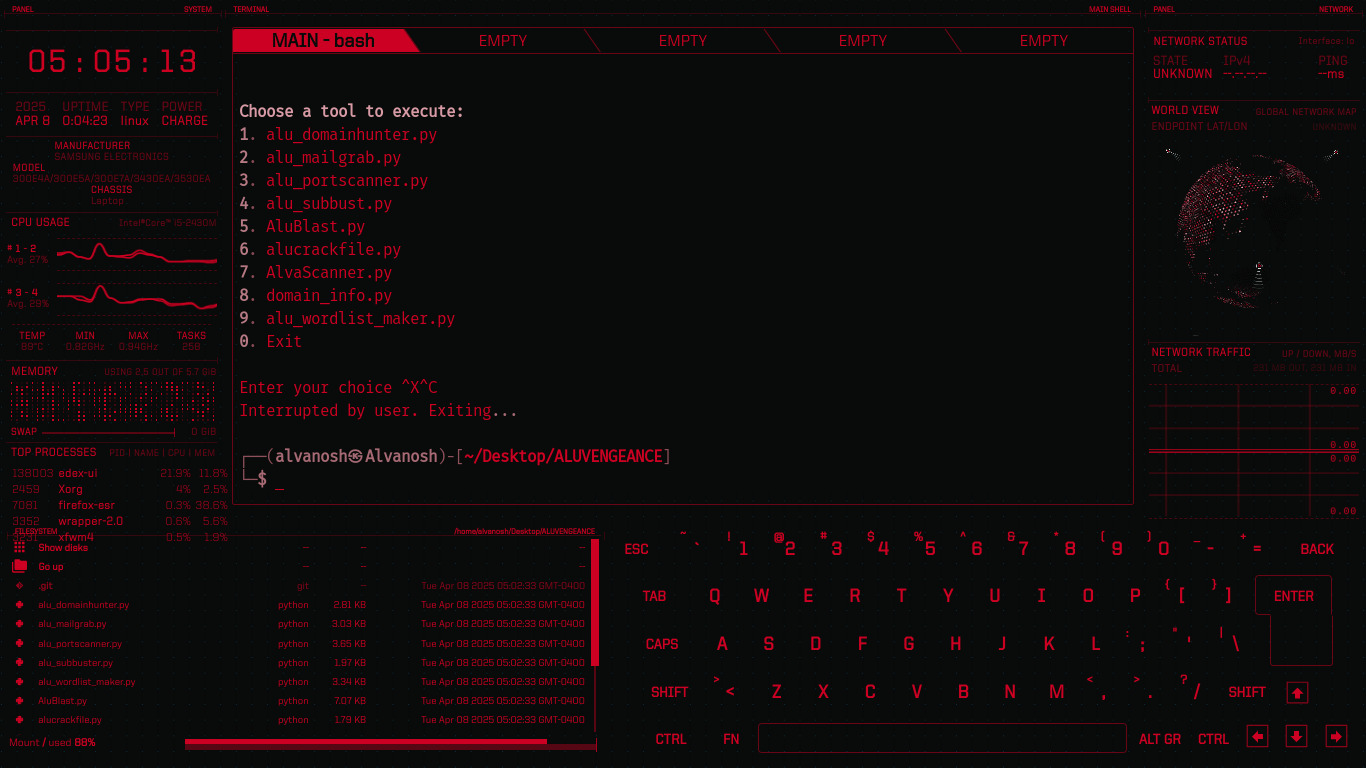 PANEL SYSTEM
05:05:13
2025 UPTIME TYPE POWER
APR 8 0:04:23 linux CHARGE
MANUFACTURER
SAMSUNG ELECTRONICS
MODEL
300E4A/300E5A/300E7A/3430EA/3530EA
CHASSIS
Laptop
CPU USAGE Intel®Core™ i5-2430M
# 1 - 2
Avg. 27%
# 3 - 4
Avg. 29%
TEMP MIN MAX TASKS
TOP PROCESSES PID | NAME | CPU | MEM
138003 edex-ui 21.9% 11.8%
2459 Xorg 4% 2.5%
7081 firefox-esr 0.3% 38.8%
3352 wrapper-2.0 0.6% 5.6%
9231 xfwm4 0.5% 1.9%
MEMORY USING 2.5 OUT OF 5.7 GiB
SWAP 0 GiB
TERMINAL MAIN SHELL
MAIN - bash EMPTY EMPTY EMPTY EMPTY
Choose a tool to execute:
1. alu_domainhunter.py
2. alu_mailgrab.py
3. alu_portscanner.py
4. alu_subbust.py
5. AluBlast.py
6. alucrackfile.py
7. AlvaScanner.py
8. domain_info.py
9. alu_wordlist_maker.py
0. Exit
Enter your choice ^X^C
Interrupted by user. Exiting...
┌──(alvanosh㉿Alvanosh)-[~/Desktop/ALUVENGEANCE]
└─$ _
PANEL NETWORK
NETWORK STATUS Interface: lo
STATE IPv4 PING
UNKNOWN --.--.--.-- --ms
WORLD VIEW GLOBAL NETWORK MAP
ENDPOINT LAT/LON UNKNOWN
NETWORK TRAFFIC UP / DOWN, MB/S
TOTAL
0.00
0.00
0.00
0.00
FILESYSTEM /home/alvanosh/Desktop/ALUVENGEANCE
Show disks -- -- --
Go up -- -- --
.git git -- Tue Apr 08 2025 05:02:33 GMT-0400
alu_domainhunter.py python 2.81 KB Tue Apr 08 2025 05:02:33 GMT-0400
alu_mailgrab.py python 3.03 KB Tue Apr 08 2025 05:02:33 GMT-0400
alu_portscanner.py python 3.65 KB Tue Apr 08 2025 05:02:33 GMT-0400
alu_subbuster.py python 1.97 KB Tue Apr 08 2025 05:02:33 GMT-0400
alu_wordlist_maker.py python 3.34 KB Tue Apr 08 2025 05:02:33 GMT-0400
AluBlast.py python 7.07 KB Tue Apr 08 2025 05:02:33 GMT-0400
alucrackfile.py python 1.79 KB Tue Apr 08 2025 05:02:33 GMT-0400
Mount / used 88%
ESC ~ ` ! 1 @ 2 # 3 $ 4 % 5 ^ 6 & 7 * 8 ( 9 ) 0 _ - + = BACK
TAB Q W E R T Y U I O P { [ } ] ENTER
CAPS A S D F G H J K L : ; " ' | \
SHIFT > < Z X C V B N M < , > . ? / SHIFT
CTRL FN ALT GR CTRL